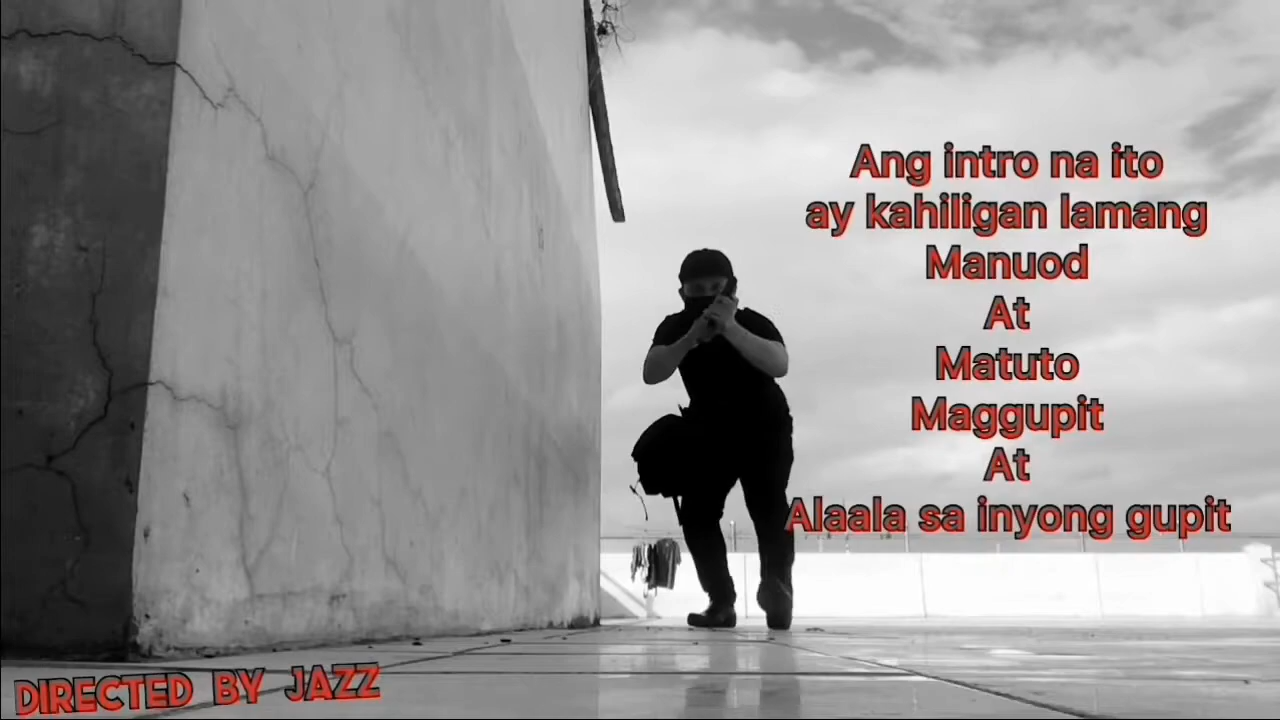 Ang intro na ito
ay kahiligan lamang
Manuod
At
Matuto
Maggupit
At
Alaala sa inyong gupit
DIRECTED BY JAZZ